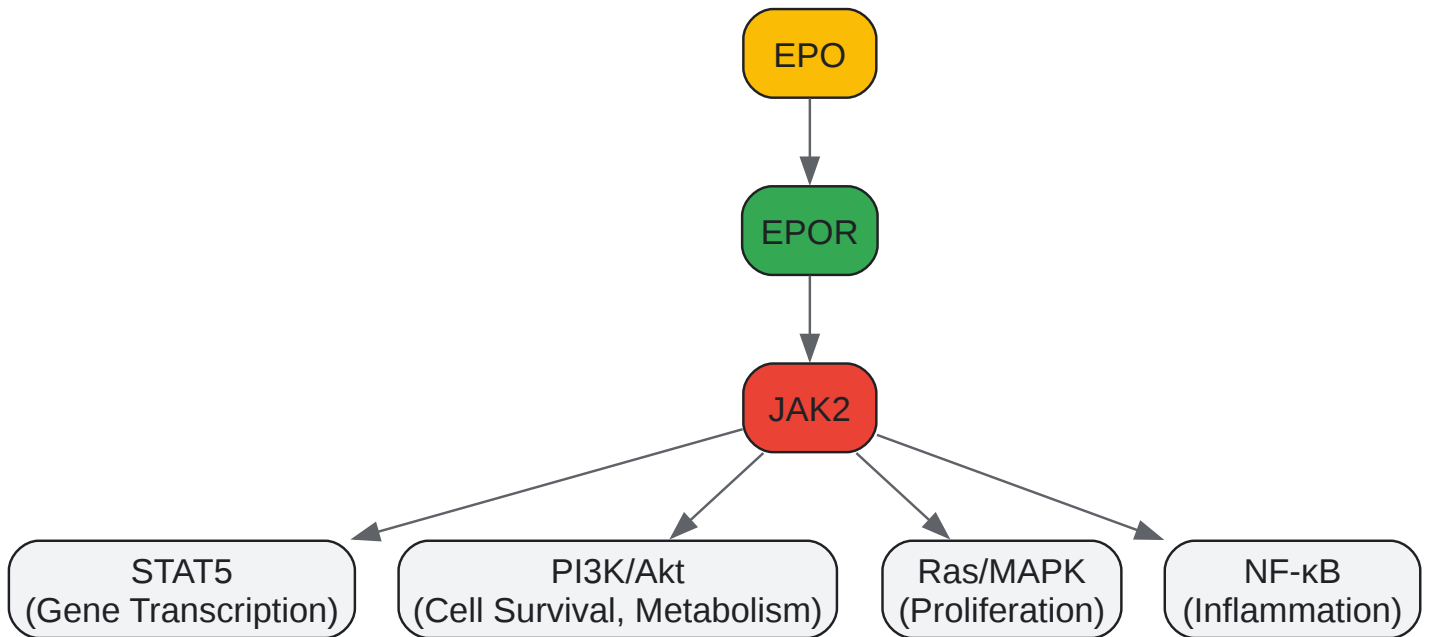 EPO
EPOR
JAK2
STAT5
(Gene Transcription)
PI3K/Akt
(Cell Survival, Metabolism)
Ras/MAPK
(Proliferation)
NF-κB
(Inflammation)